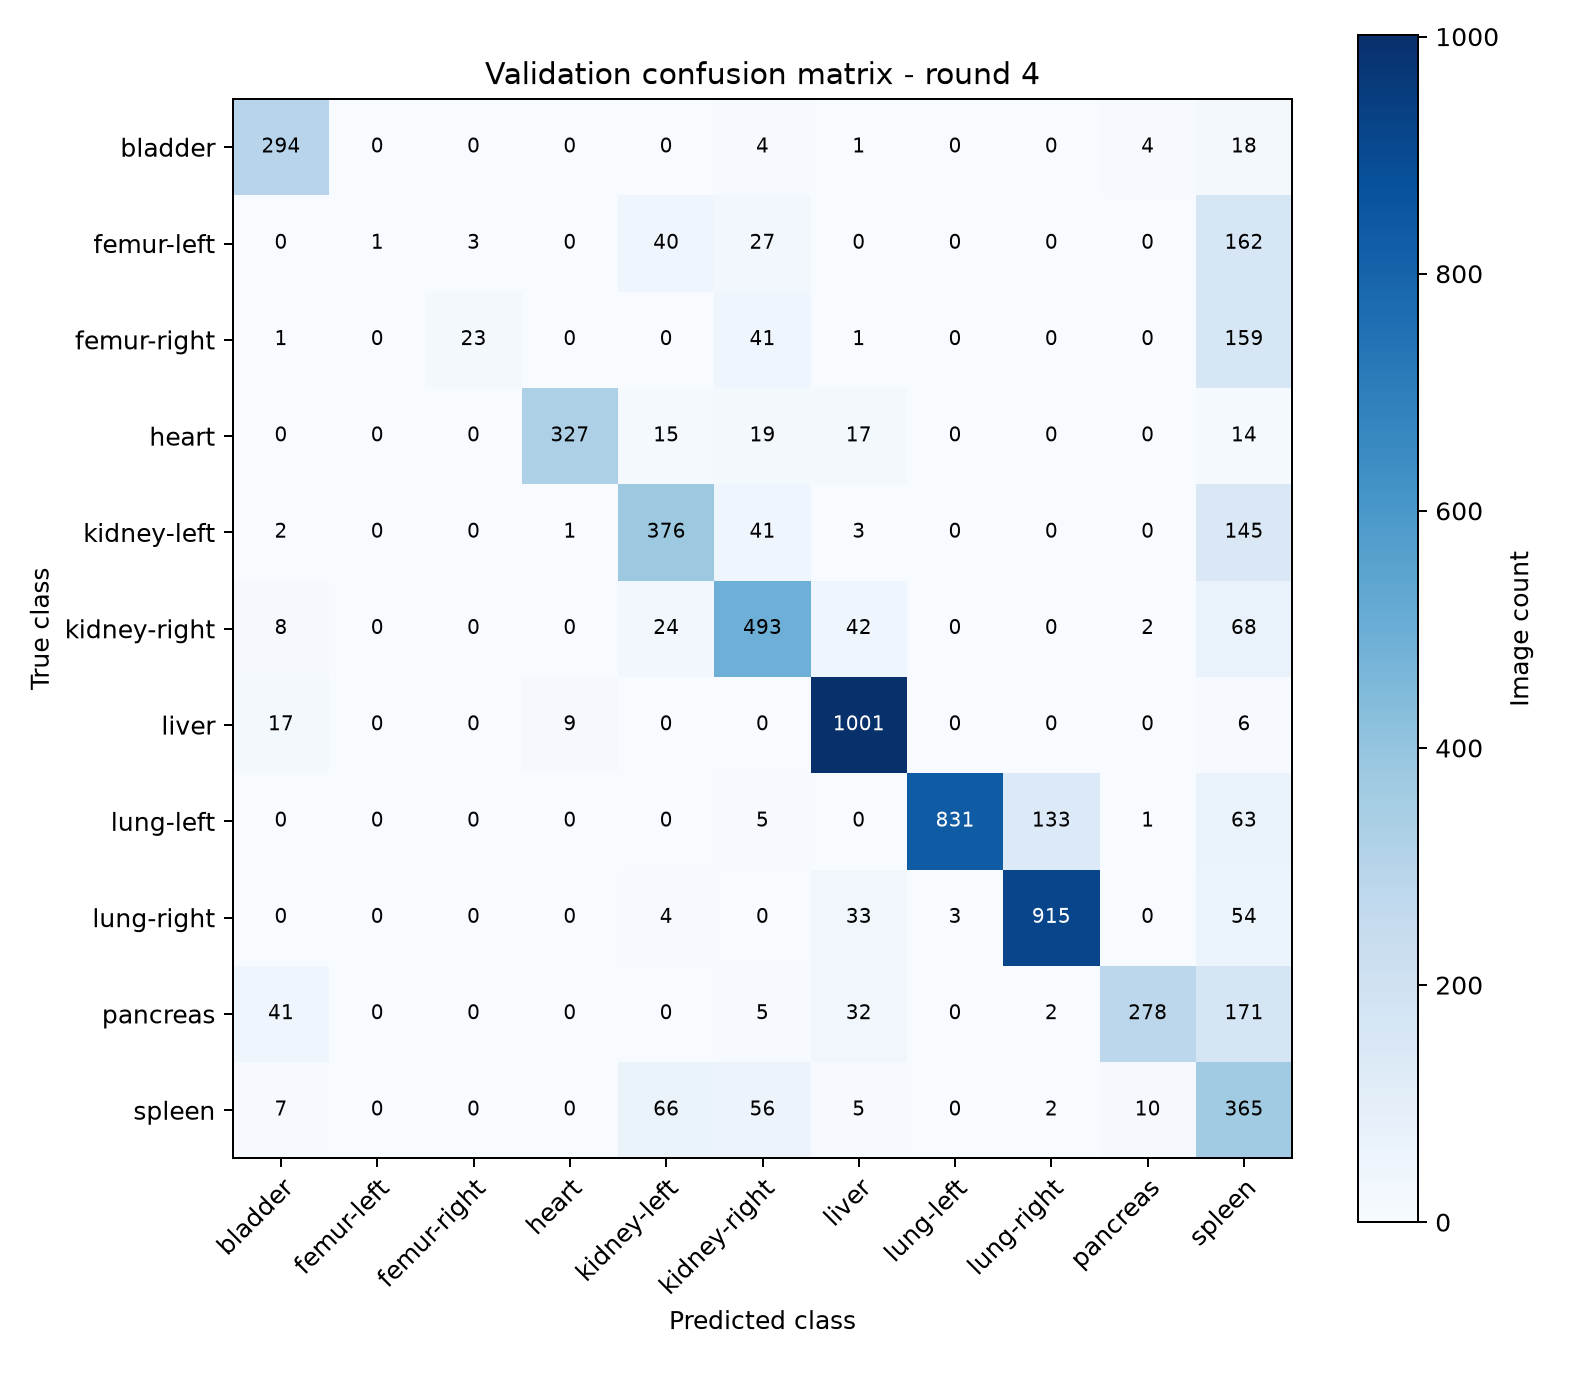 Validation confusion matrix - round 4
True class
bladder 294 0 0 0 0 4 1 0 0 4 18
femur-left 0 1 3 0 40 27 0 0 0 0 162
femur-right 1 0 23 0 0 41 1 0 0 0 159
heart 0 0 0 327 15 19 17 0 0 0 14
kidney-left 2 0 0 1 376 41 3 0 0 0 145
kidney-right 8 0 0 0 24 493 42 0 0 2 68
liver 17 0 0 9 0 0 1001 0 0 0 6
lung-left 0 0 0 0 0 5 0 831 133 1 63
lung-right 0 0 0 0 4 0 33 3 915 0 54
pancreas 41 0 0 0 0 5 32 0 2 278 171
spleen 7 0 0 0 66 56 5 0 2 10 365
bladder femur-left femur-right heart kidney-left kidney-right liver lung-left lung-right pancreas spleen
Predicted class
1000
800
600
400
200
0
Image count